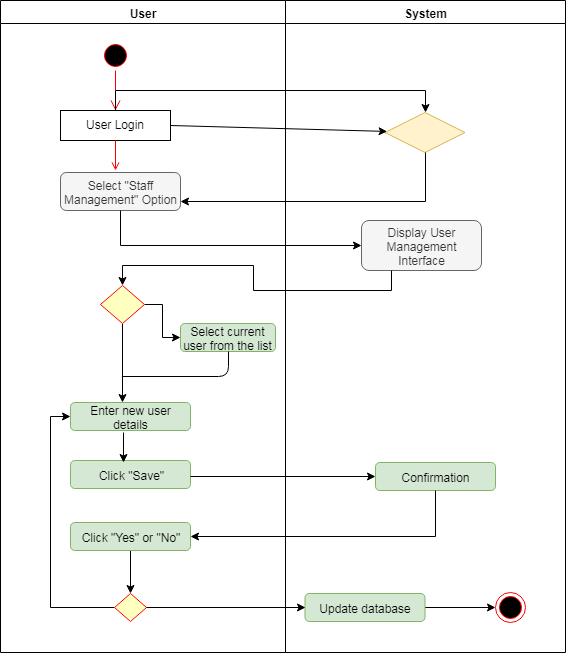 User
System
User Login
Select "Staff
Management" Option
Display User
Management
Interface
Select current
user from the list
Enter new user
details
Click "Save"
Confirmation
Click "Yes" or "No"
Update database